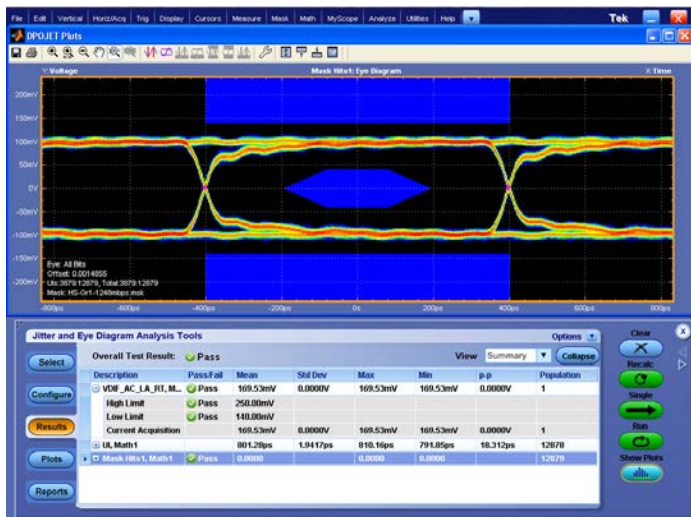 File Edit Vertical Horiz/Acq Trig Display Cursors Measure Mask Math MyScope Analyze Utilities Help Tek
DPOJET Plots
Y:Voltage Mask Hits1: Eye Diagram X:Time
200mV
150mV
100mV
50mV
0V
-50mV
-100mV
-150mV
-200mV
Eye: All Bits
Offset: 0.0014855
UIs:3879:12879, Total:3879:12879
Mask: HS-Gr1-1248mbps.msk
-800ps -600ps -400ps -200ps 0s 200ps 400ps 600ps 800ps
Jitter and Eye Diagram Analysis Tools Options Clear
Select Overall Test Result: Pass View Summary Collapse
Recalc
Description Pass/Fail Mean Std Dev Max Min p-p Population
VDIF_AC_LA_RT, M... Pass 169.53mV 0.0000V 169.53mV 169.53mV 0.0000V 1
Configure High Limit Pass 250.00mV
Single
Low Limit Pass 140.00mV
Results Current Acquisition 169.53mV 0.0000V 169.53mV 169.53mV 0.0000V 1
Run
UI, Math1 801.28ps 1.9417ps 810.16ps 791.85ps 18.312ps 12878
Plots Mask Hits1, Math1 Pass 0.0000 0.0000 0.0000 12879
Show Plots
Reports